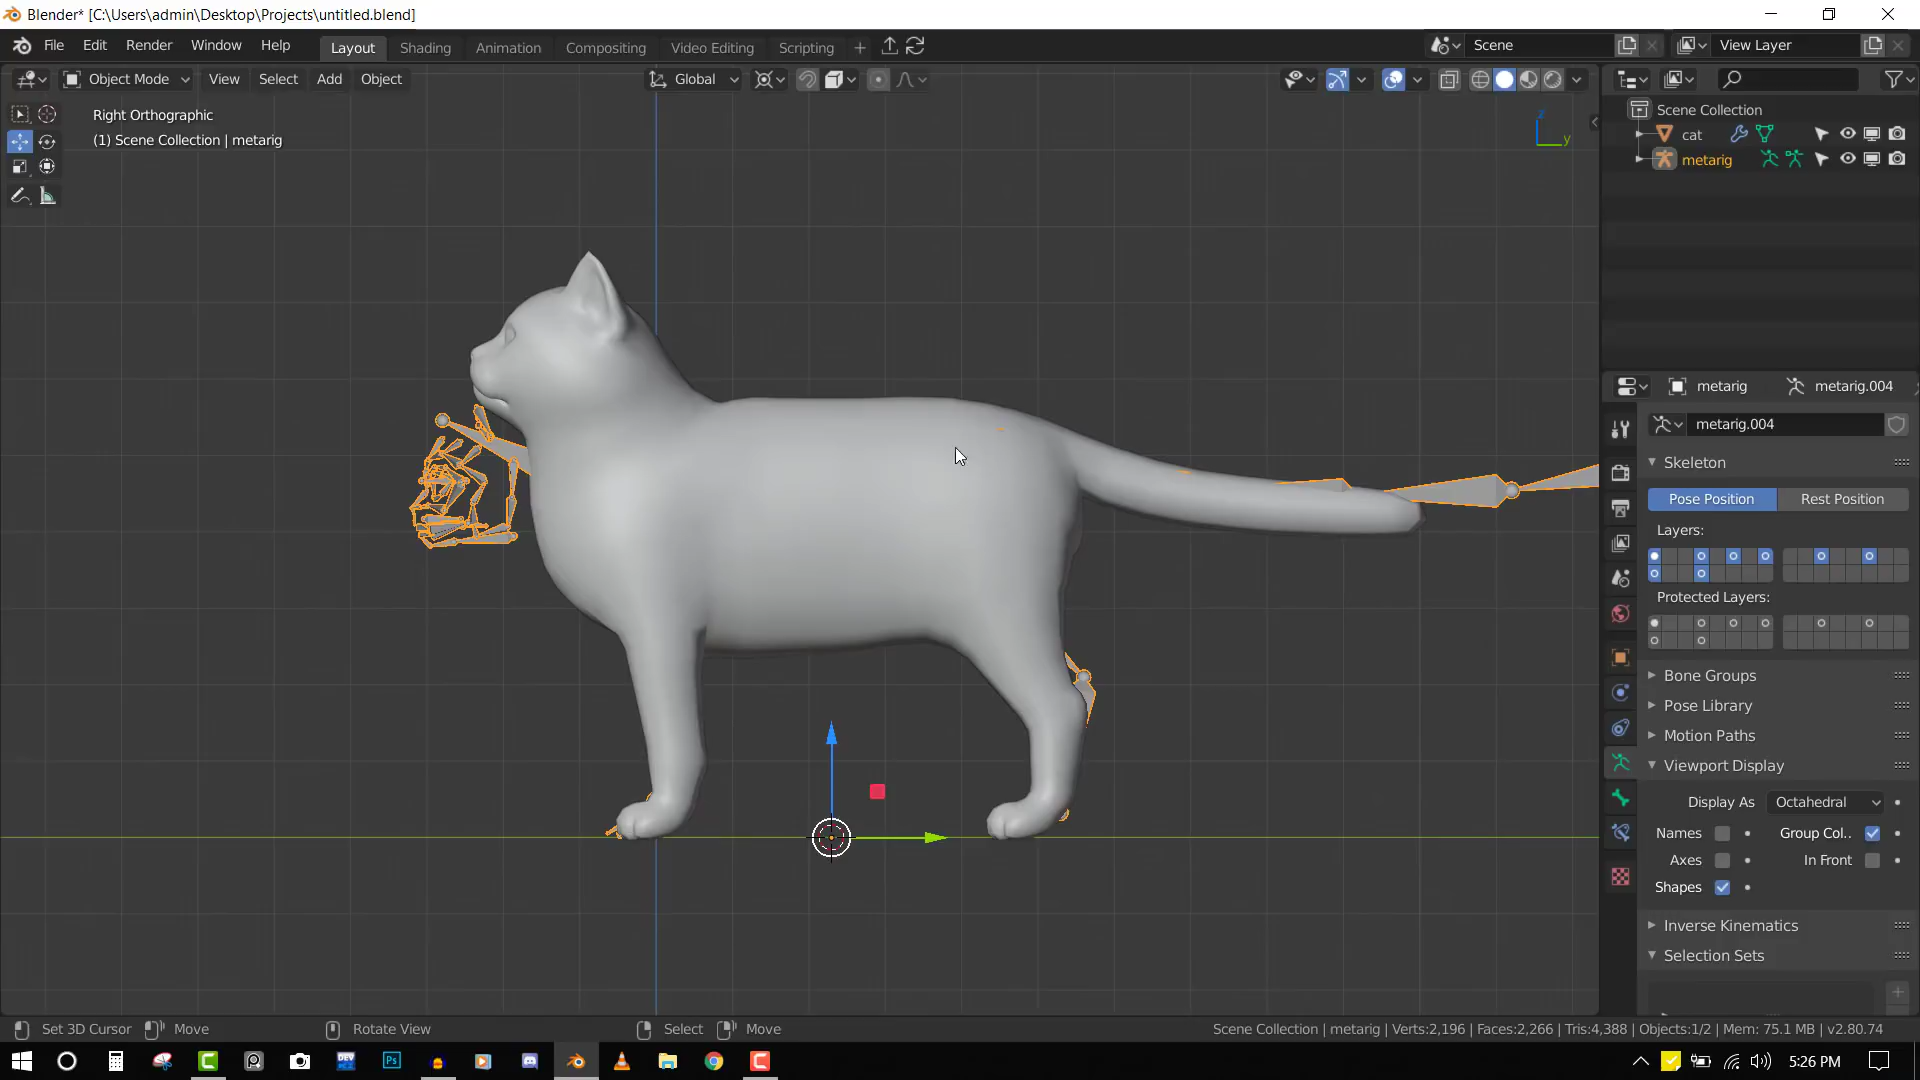 Blender* [C:\Users\admin\Desktop\Projects\untitled.blend]
File Edit Render Window Help Layout Shading Animation Compositing Video Editing Scripting + Scene View Layer
Object Mode View Select Add Object Global
Right Orthographic
(1) Scene Collection | metarig
z
y
Scene Collection
cat
metarig
metarig metarig.004
metarig.004
Skeleton
Pose Position Rest Position
Layers:
Protected Layers:
Bone Groups
Pose Library
Motion Paths
Viewport Display
Display As Octahedral
Names Group Col..
Axes In Front
Shapes
Inverse Kinematics
Selection Sets
Set 3D Cursor Move Rotate View Select Move Scene Collection | metarig | Verts:2,196 | Faces:2,266 | Tris:4,388 | Objects:1/2 | Mem: 75.1 MB | v2.80.74
DEV
Ps
5:26 PM